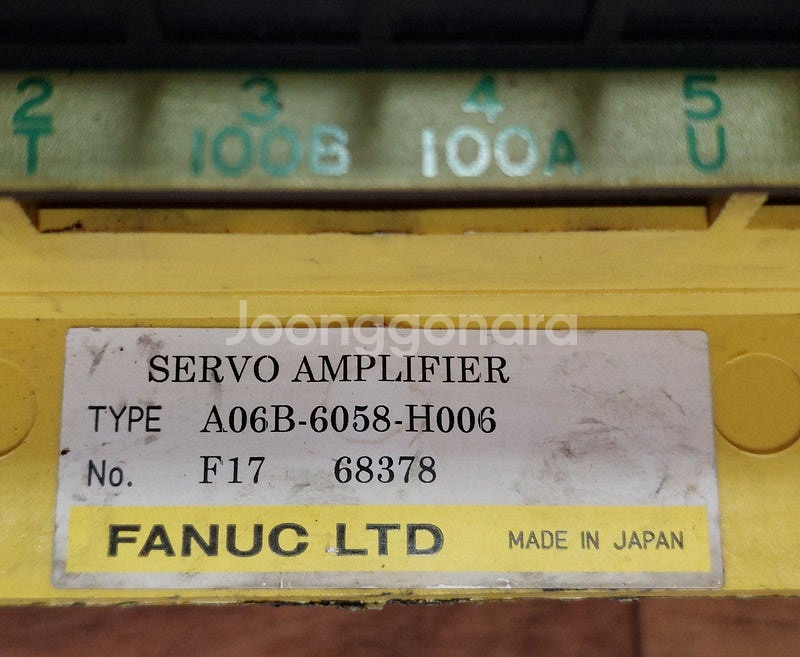 2 3 4 5
T 100B 100A U
Joonggonara
SERVO AMPLIFIER
TYPE A06B-6058-H006
No. F17 68378
FANUC LTD MADE IN JAPAN